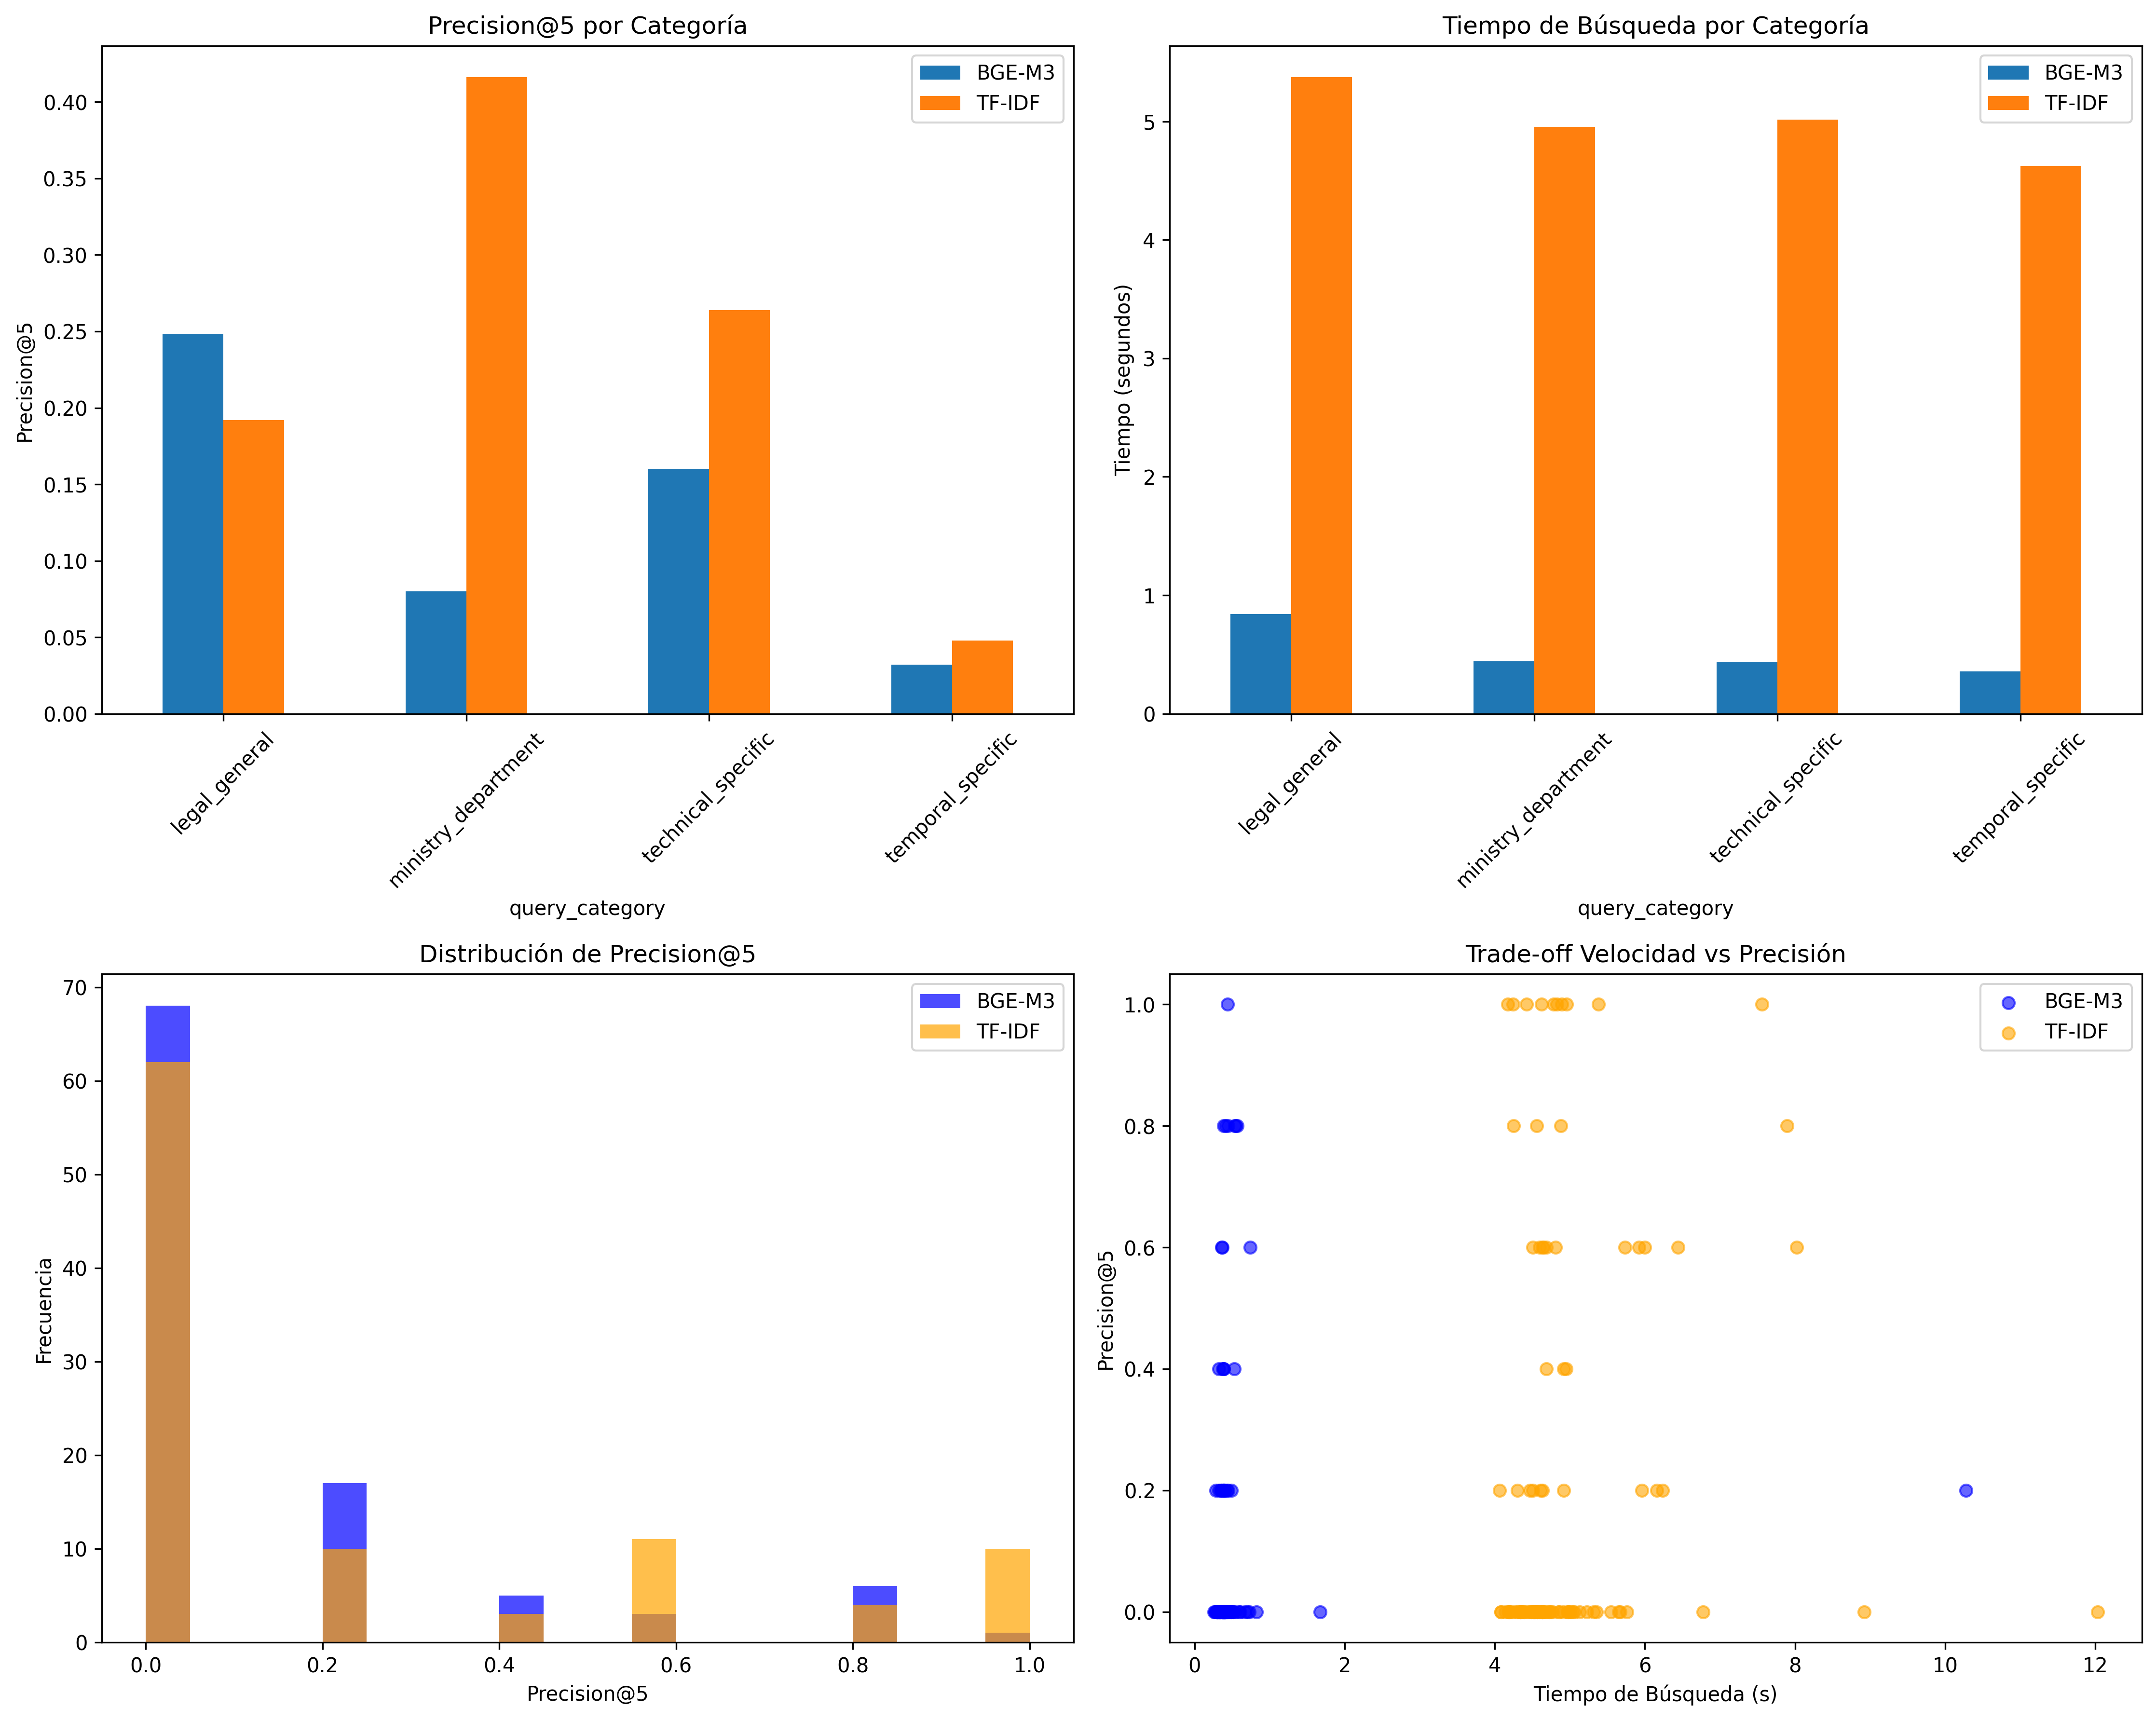 Precision@5 por Categoría
BGE-M3
TF-IDF
Precision@5
0.40
0.35
0.30
0.25
0.20
0.15
0.10
0.05
0.00
legal_general
ministry_department
technical_specific
temporal_specific
query_category
Tiempo de Búsqueda por Categoría
BGE-M3
TF-IDF
Tiempo (segundos)
5
4
3
2
1
0
legal_general
ministry_department
technical_specific
temporal_specific
query_category
Distribución de Precision@5
BGE-M3
TF-IDF
Frecuencia
70
60
50
40
30
20
10
0
0.0 0.2 0.4 0.6 0.8 1.0
Precision@5
Trade-off Velocidad vs Precisión
BGE-M3
TF-IDF
Precision@5
1.0
0.8
0.6
0.4
0.2
0.0
0 2 4 6 8 10 12
Tiempo de Búsqueda (s)